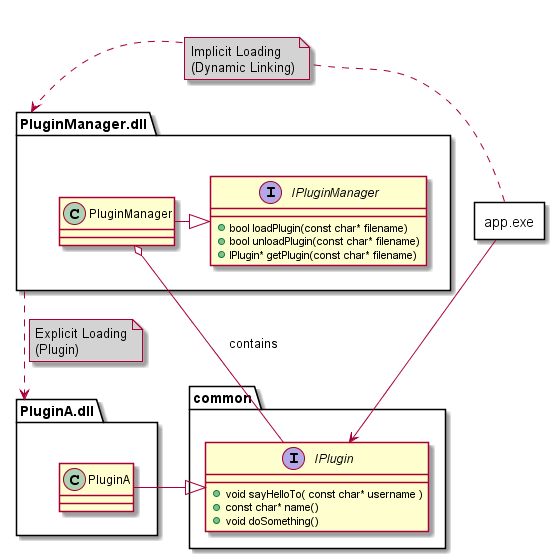 Implicit Loading
(Dynamic Linking)
PluginManager.dll
C PluginManager
I IPluginManager
bool loadPlugin(const char* filename)
bool unloadPlugin(const char* filename)
IPlugin* getPlugin(const char* filename)
app.exe
Explicit Loading
(Plugin)
contains
PluginA.dll
C PluginA
common
I IPlugin
void sayHelloTo( const char* username )
const char* name()
void doSomething()